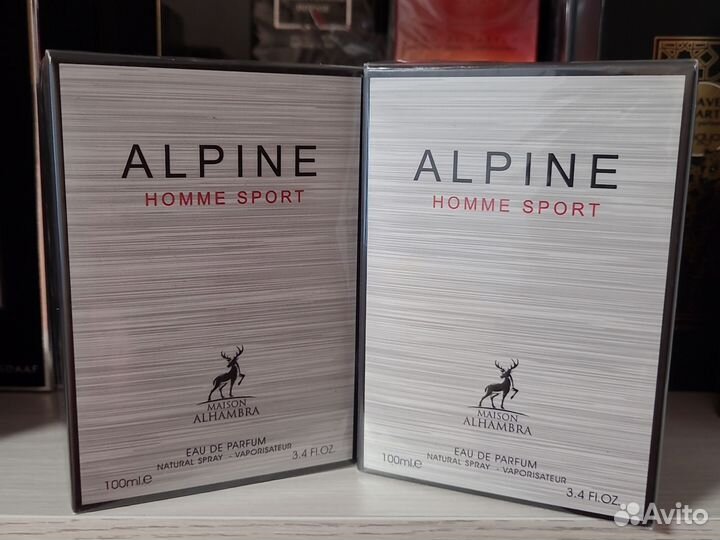 ALPINE
HOMME SPORT
MAISON
ALHAMBRA
EAU DE PARFUM
NATURAL SPRAY - VAPORISATEUR
100ml.e
3.4 FL.OZ.
ALPINE
HOMME SPORT
MAISON
ALHAMBRA
EAU DE PARFUM
NATURAL SPRAY - VAPORISATEUR
100ml.e
3.4 FL.OZ.
Avito